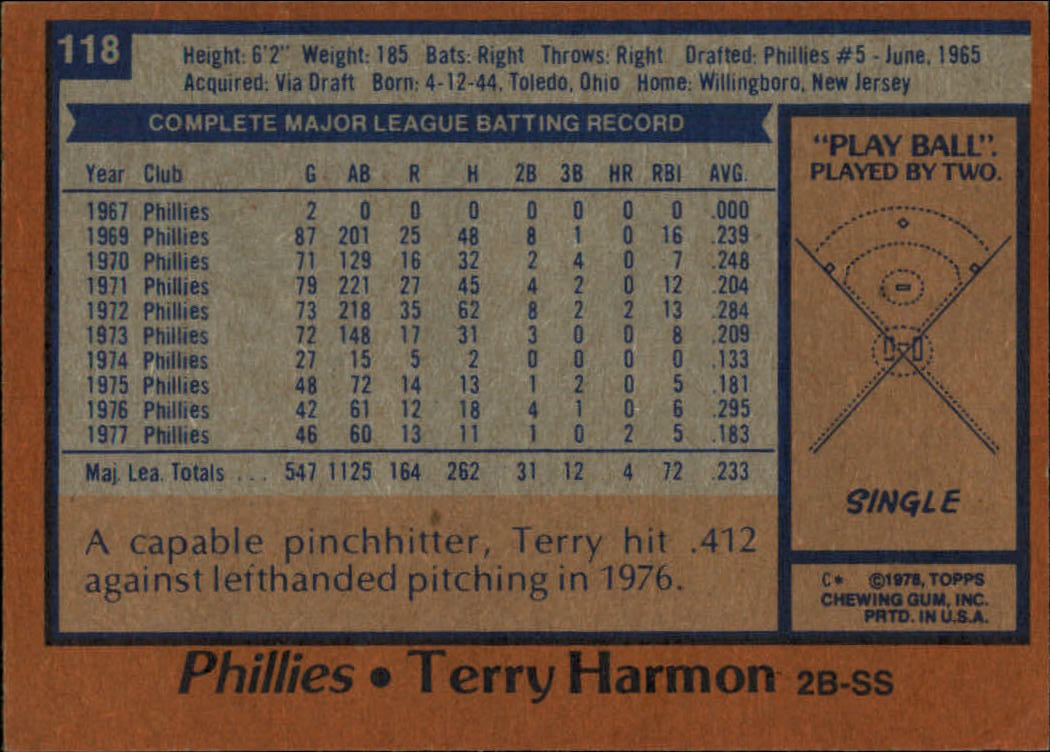 118
Height: 6'2" Weight: 185 Bats: Right Throws: Right Drafted: Phillies #5 - June, 1965
Acquired: Via Draft Born: 4-12-44, Toledo, Ohio Home: Willingboro, New Jersey
COMPLETE MAJOR LEAGUE BATTING RECORD
Year Club G AB R H 2B 3B HR RBI AVG.
1967 Phillies 2 0 0 0 0 0 0 0 .000
1969 Phillies 87 201 25 48 8 1 0 16 .239
1970 Phillies 71 129 16 32 2 4 0 7 .248
1971 Phillies 79 221 27 45 4 2 0 12 .204
1972 Phillies 73 218 35 62 8 2 2 13 .284
1973 Phillies 72 148 17 31 3 0 0 8 .209
1974 Phillies 27 15 5 2 0 0 0 0 .133
1975 Phillies 48 72 14 13 1 2 0 5 .181
1976 Phillies 42 61 12 18 4 1 0 6 .295
1977 Phillies 46 60 13 11 1 0 2 5 .183
Maj. Lea. Totals ... 547 1125 164 262 31 12 4 72 .233
A capable pinchhitter, Terry hit .412
against lefthanded pitching in 1976.
"PLAY BALL".
PLAYED BY TWO.
SINGLE
C* ©1978, TOPPS
CHEWING GUM, INC.
PRTD. IN U.S.A.
Phillies • Terry Harmon 2B-SS